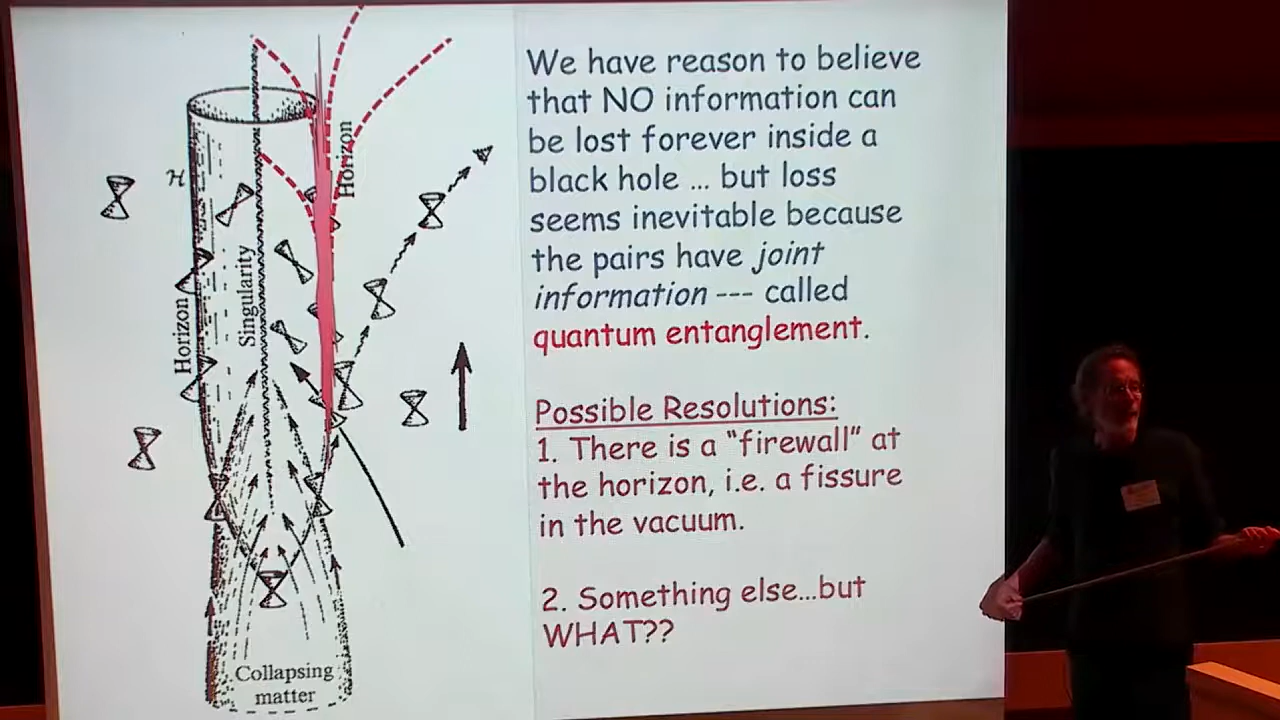 We have reason to believe
that NO information can
be lost forever inside a
black hole ... but loss
seems inevitable because
the pairs have joint
information --- called
quantum entanglement.
Possible Resolutions:
1. There is a “firewall” at
the horizon, i.e. a fissure
in the vacuum.
2. Something else...but
WHAT??
H
Horizon
Singularity
Horizon
Collapsing
matter